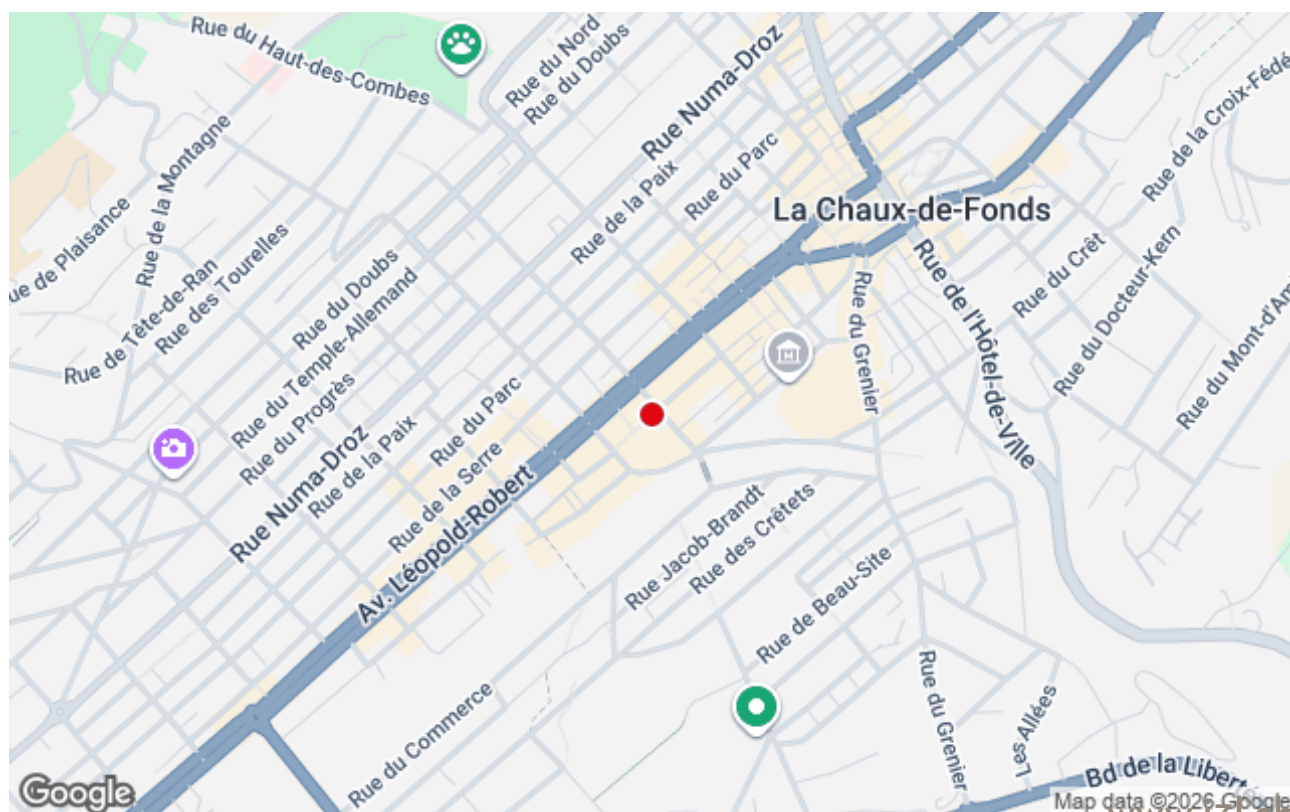 Rue du Haut-des-Combes
Rue du Nord
Rue du Doubs
Rue Numa-Droz
Rue de la Croix-Fédé
Rue de la Montagne
Rue du Parc
Rue de la Paix
La Chaux-de-Fonds
ue de Plaisance
Rue des Tourelles
Rue de Tête-de-Ran
Rue du Doubs
Rue du Temple-Allemand
Rue du Progrès
Rue du Crêt
Rue du Docteur-Kern
Rue de l'Hôtel-de-Ville
Rue du Grenier
Rue du Mont-d'Am
Rue du Parc
Rue de la Paix
Rue Numa-Droz
Rue de la Serre
Av. Léopold-Robert
Rue Jacob-Brandt
Rue des Crêtets
Rue de Beau-Site
Rue du Commerce
Rue du Grenier
Les Allées
Bd de la Libert
Google
Map data ©2026 Google